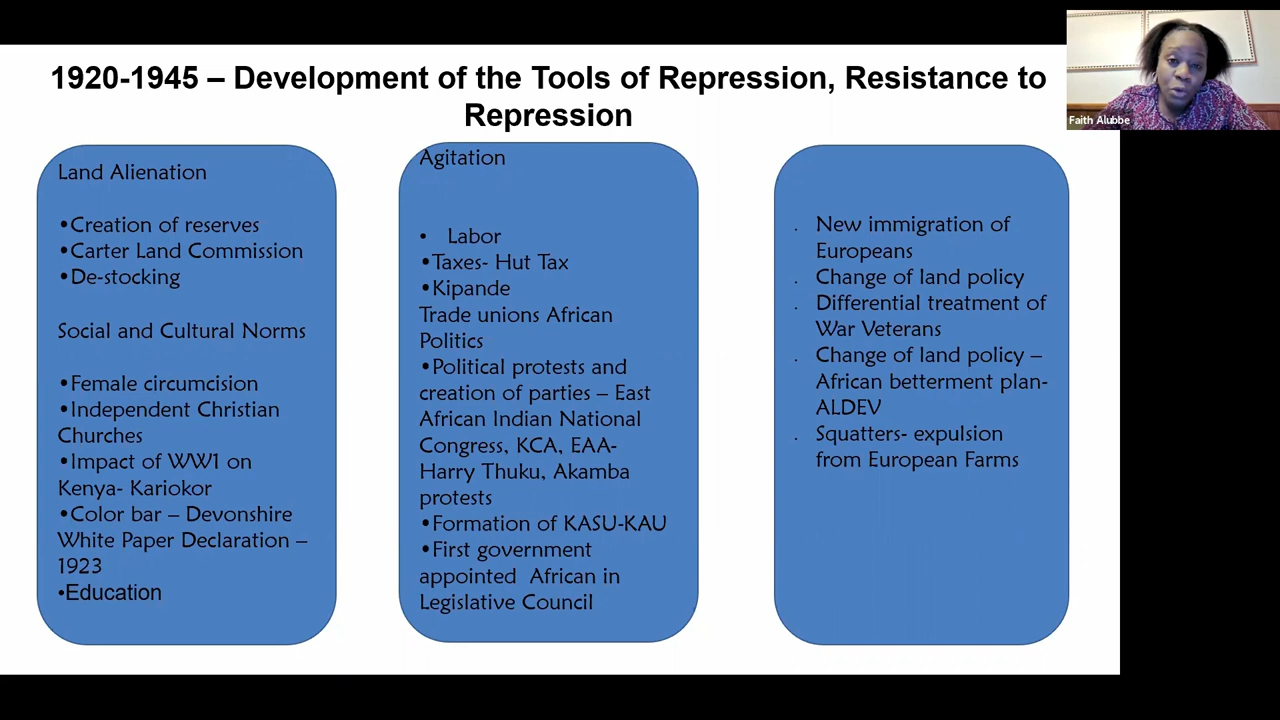 1920-1945 – Development of the Tools of Repression, Resistance to
Repression
Faith Alubbe
Land Alienation
•Creation of reserves
•Carter Land Commission
•De-stocking
Social and Cultural Norms
•Female circumcision
•Independent Christian
Churches
•Impact of WW1 on
Kenya- Kariokor
•Color bar – Devonshire
White Paper Declaration –
1923
•Education
Agitation
• Labor
•Taxes- Hut Tax
•Kipande
Trade unions African
Politics
•Political protests and
creation of parties – East
African Indian National
Congress, KCA, EAA-
Harry Thuku, Akamba
protests
•Formation of KASU-KAU
•First government
appointed African in
Legislative Council
. New immigration of
Europeans
. Change of land policy
. Differential treatment of
War Veterans
. Change of land policy –
African betterment plan-
ALDEV
. Squatters- expulsion
from European Farms